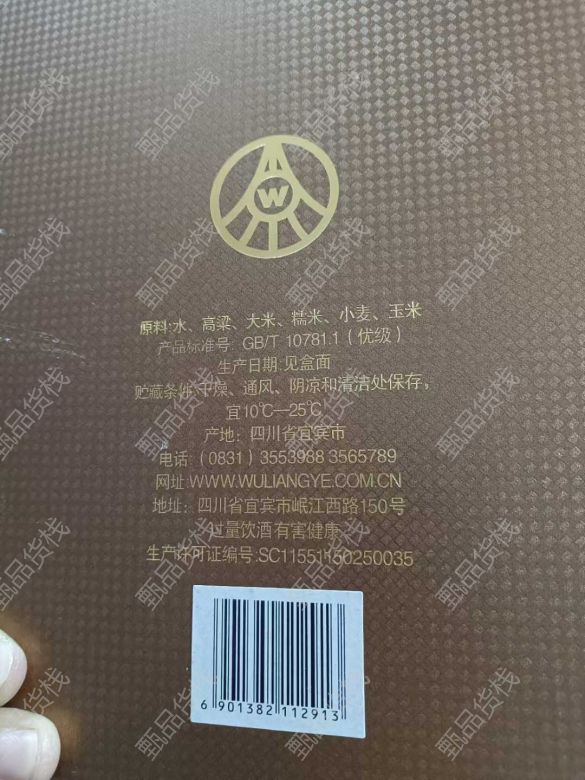 W
原料:水、高粱、大米、糯米、小麦、玉米
产品标准号: GB/T 10781.1 (优级)
生产日期:见盒面
贮藏条件:干燥、通风、阴凉和清洁处保存。
宜10℃—25℃
产地: 四川省宜宾市
电话: (0831) 3553988 3565789
网址:WWW.WULIANGYE.COM.CN
地址: 四川省宜宾市岷江西路150号
过量饮酒有害健康
生产许可证编号:SC11551150250035
6 901382 112913
甄品货栈